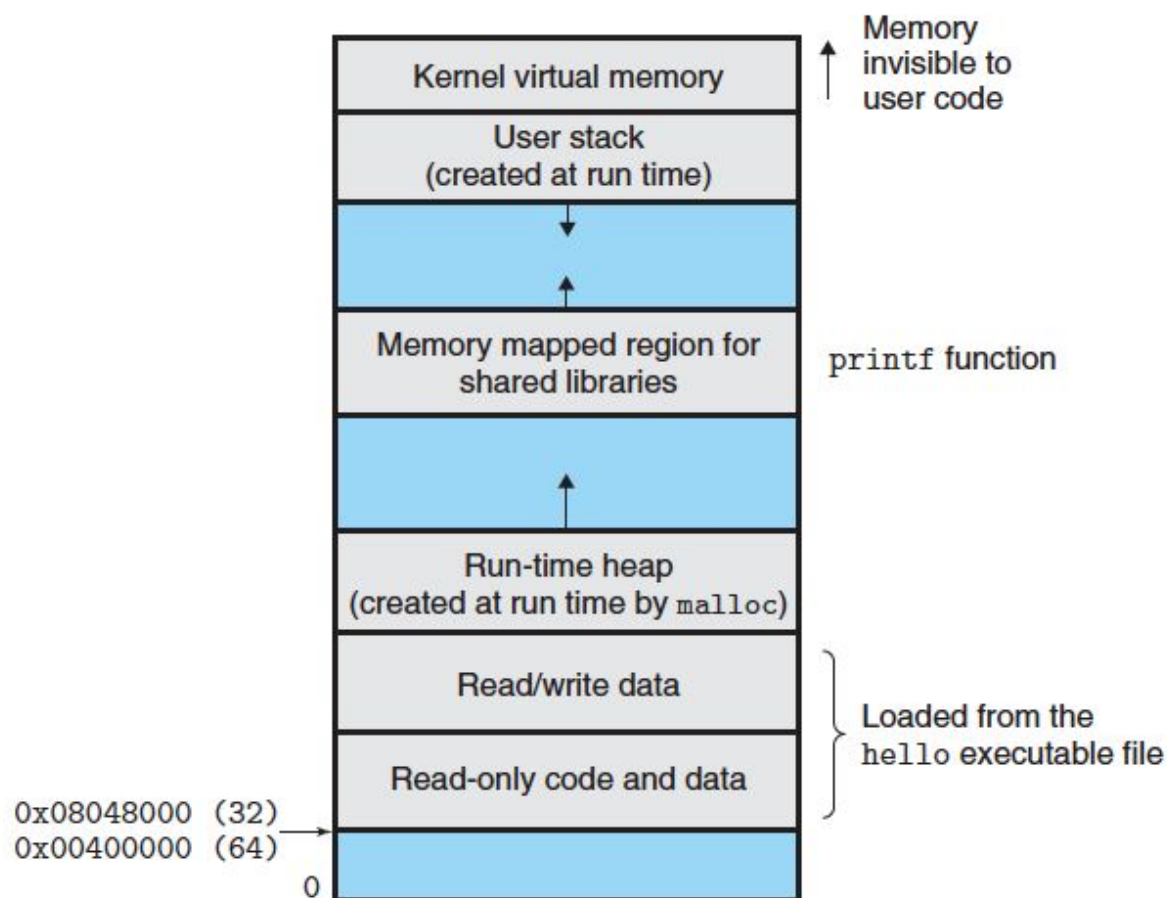 Kernel virtual memory
Memory
invisible to
user code
User stack
(created at run time)
Memory mapped region for
shared libraries
printf function
Run-time heap
(created at run time by malloc)
Read/write data
Loaded from the
hello executable file
Read-only code and data
0x08048000 (32)
0x00400000 (64)
0